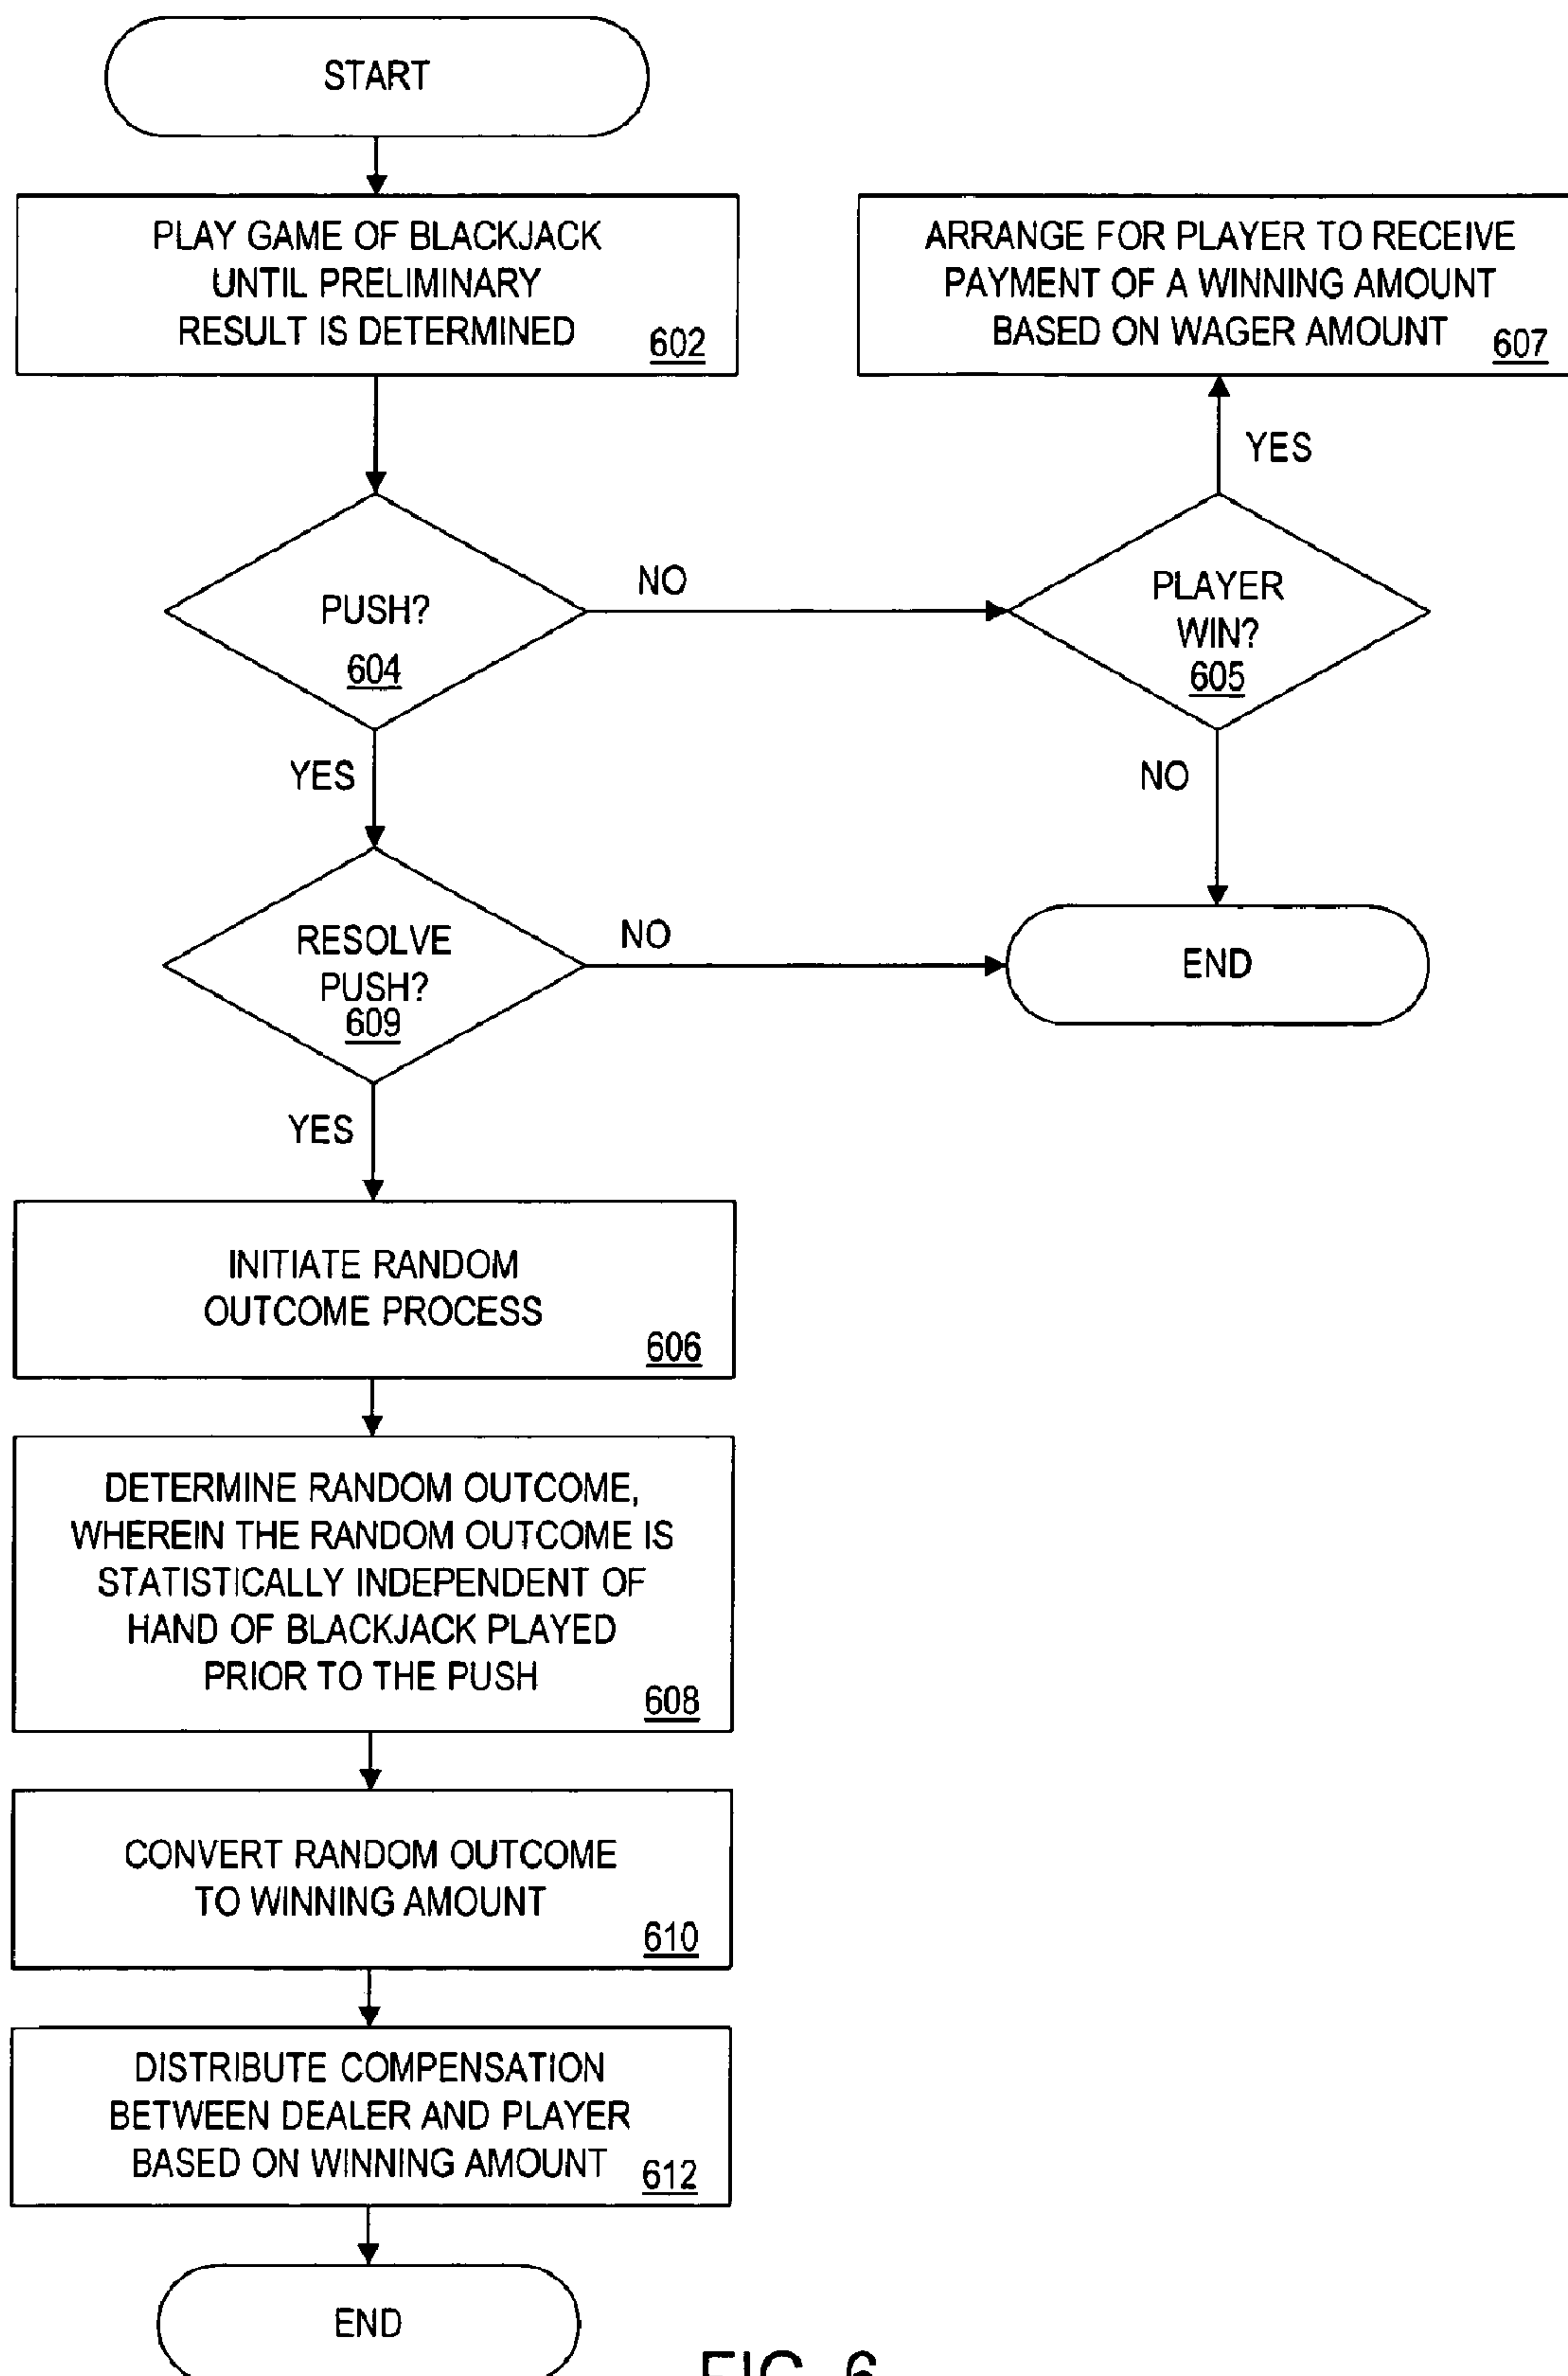 START
PLAY GAME OF BLACKJACK
UNTIL PRELIMINARY
RESULT IS DETERMINED
602
ARRANGE FOR PLAYER TO RECEIVE
PAYMENT OF A WINNING AMOUNT
BASED ON WAGER AMOUNT
607
YES
PUSH?
604
NO
PLAYER
WIN?
605
YES
NO
RESOLVE
PUSH?
609
NO
END
YES
INITIATE RANDOM
OUTCOME PROCESS
606
DETERMINE RANDOM OUTCOME,
WHEREIN THE RANDOM OUTCOME IS
STATISTICALLY INDEPENDENT OF
HAND OF BLACKJACK PLAYED
PRIOR TO THE PUSH
608
CONVERT RANDOM OUTCOME
TO WINNING AMOUNT
610
DISTRIBUTE COMPENSATION
BETWEEN DEALER AND PLAYER
BASED ON WINNING AMOUNT
612
END
FIG. 6